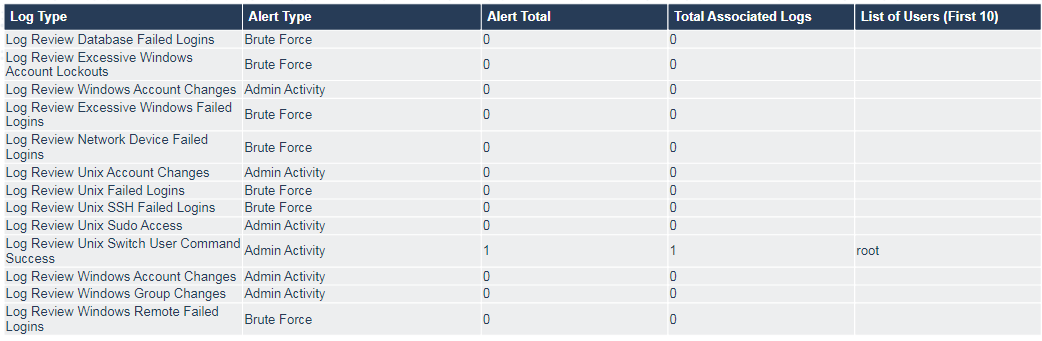 Log Type Alert Type Alert Total Total Associated Logs List of Users (First 10)
Log Review Database Failed Logins Brute Force 0 0
Log Review Excessive Windows
Account Lockouts Brute Force 0 0
Log Review Windows Account Changes Admin Activity 0 0
Log Review Excessive Windows Failed
Logins Brute Force 0 0
Log Review Network Device Failed
Logins Brute Force 0 0
Log Review Unix Account Changes Admin Activity 0 0
Log Review Unix Failed Logins Brute Force 0 0
Log Review Unix SSH Failed Logins Brute Force 0 0
Log Review Unix Sudo Access Admin Activity 0 0
Log Review Unix Switch User Command
Success Admin Activity 1 1 root
Log Review Windows Account Changes Admin Activity 0 0
Log Review Windows Group Changes Admin Activity 0 0
Log Review Windows Remote Failed
Logins Brute Force 0 0